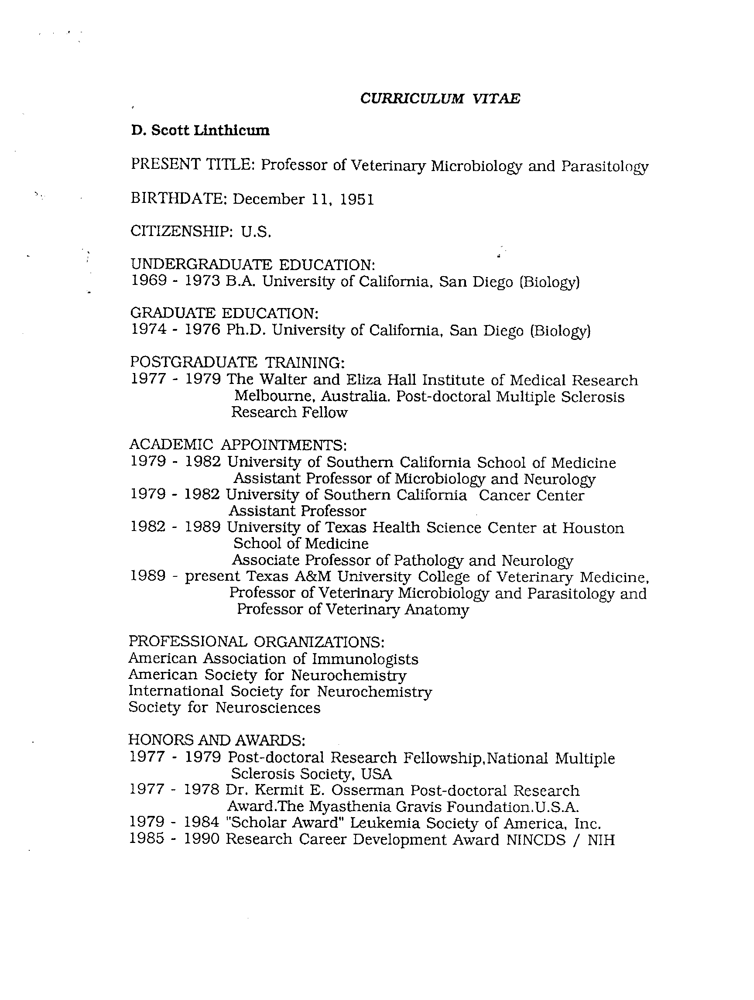 CURRICULUM VITAE
D. Scott Linthicum
PRESENT TITLE: Professor of Veterinary Microbiology and Parasitology
BIRTHDATE: December 11, 1951
CITIZENSHIP: U.S.
UNDERGRADUATE EDUCATION:
1969 - 1973 B.A. University of California, San Diego (Biology)
GRADUATE EDUCATION:
1974 - 1976 Ph.D. University of California, San Diego (Biology)
POSTGRADUATE TRAINING:
1977 - 1979 The Walter and Eliza Hall Institute of Medical Research
Melbourne, Australia. Post-doctoral Multiple Sclerosis
Research Fellow
ACADEMIC APPOINTMENTS:
1979 - 1982 University of Southern California School of Medicine
Assistant Professor of Microbiology and Neurology
1979 - 1982 University of Southern California Cancer Center
Assistant Professor
1982 - 1989 University of Texas Health Science Center at Houston
School of Medicine
Associate Professor of Pathology and Neurology
1989 - present Texas A&M University College of Veterinary Medicine,
Professor of Veterinary Microbiology and Parasitology and
Professor of Veterinary Anatomy
PROFESSIONAL ORGANIZATIONS:
American Association of Immunologists
American Society for Neurochemistry
International Society for Neurochemistry
Society for Neurosciences
HONORS AND AWARDS:
1977 - 1979 Post-doctoral Research Fellowship,National Multiple
Sclerosis Society, USA
1977 - 1978 Dr. Kermit E. Osserman Post-doctoral Research
Award.The Myasthenia Gravis Foundation.U.S.A.
1979 - 1984 "Scholar Award" Leukemia Society of America, Inc.
1985 - 1990 Research Career Development Award NINCDS / NIH